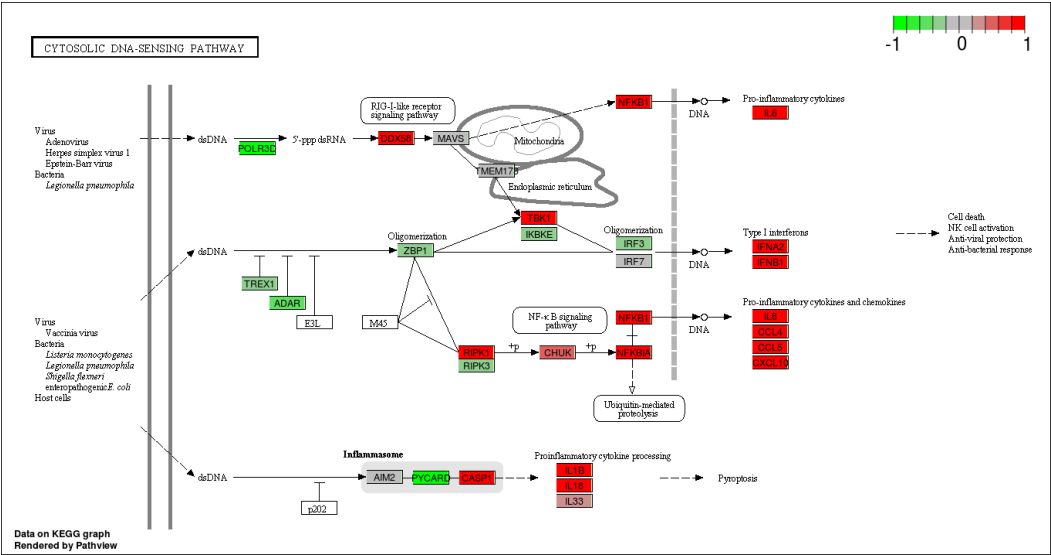 CYTOSOLIC DNA-SENSING PATHWAY
-1 0 1
RIG-I-like receptor
signaling pathway
NFKB1
DNA
Pro-inflammatory cytokines
IL6
Virus
Adenovirus
Herpes simplex virus 1
Epstein-Barr virus
Bacteria
Legionella pneumophila
dsDNA
POLR3D
5'-ppp dsRNA
DDX58
MAVS
Mitochondria
TMEM173
Endoplasmic reticulum
TBK1
IKBKE
Oligomerization
ZBP1
Oligomerization
IRF3
IRF7
DNA
Type I interferons
IFNA2
IFNB1
Cell death
NK cell activation
Anti-viral protection
Anti-bacterial response
dsDNA
TREX1
ADAR
E3L
M45
NF-κ B signaling
pathway
NFKB1
DNA
Pro-inflammatory cytokines and chemokines
IL6
CCL4
CCL5
CXCL10
Virus
Vaccinia virus
Bacteria
Listeria monocytogenes
Legionella pneumophila
Shigella flexneri
enteropathogenicE. coli
Host cells
RIPK1
RIPK3
+p
CHUK
+p
NFKBIA
Ubiquitin-mediated
proteolysis
dsDNA
Inflammasome
AIM2
PYCARD
CASP1
p202
Proinflammatory cytokine processing
IL1B
IL18
IL33
Pyroptosis
Data on KEGG graph
Rendered by Pathview